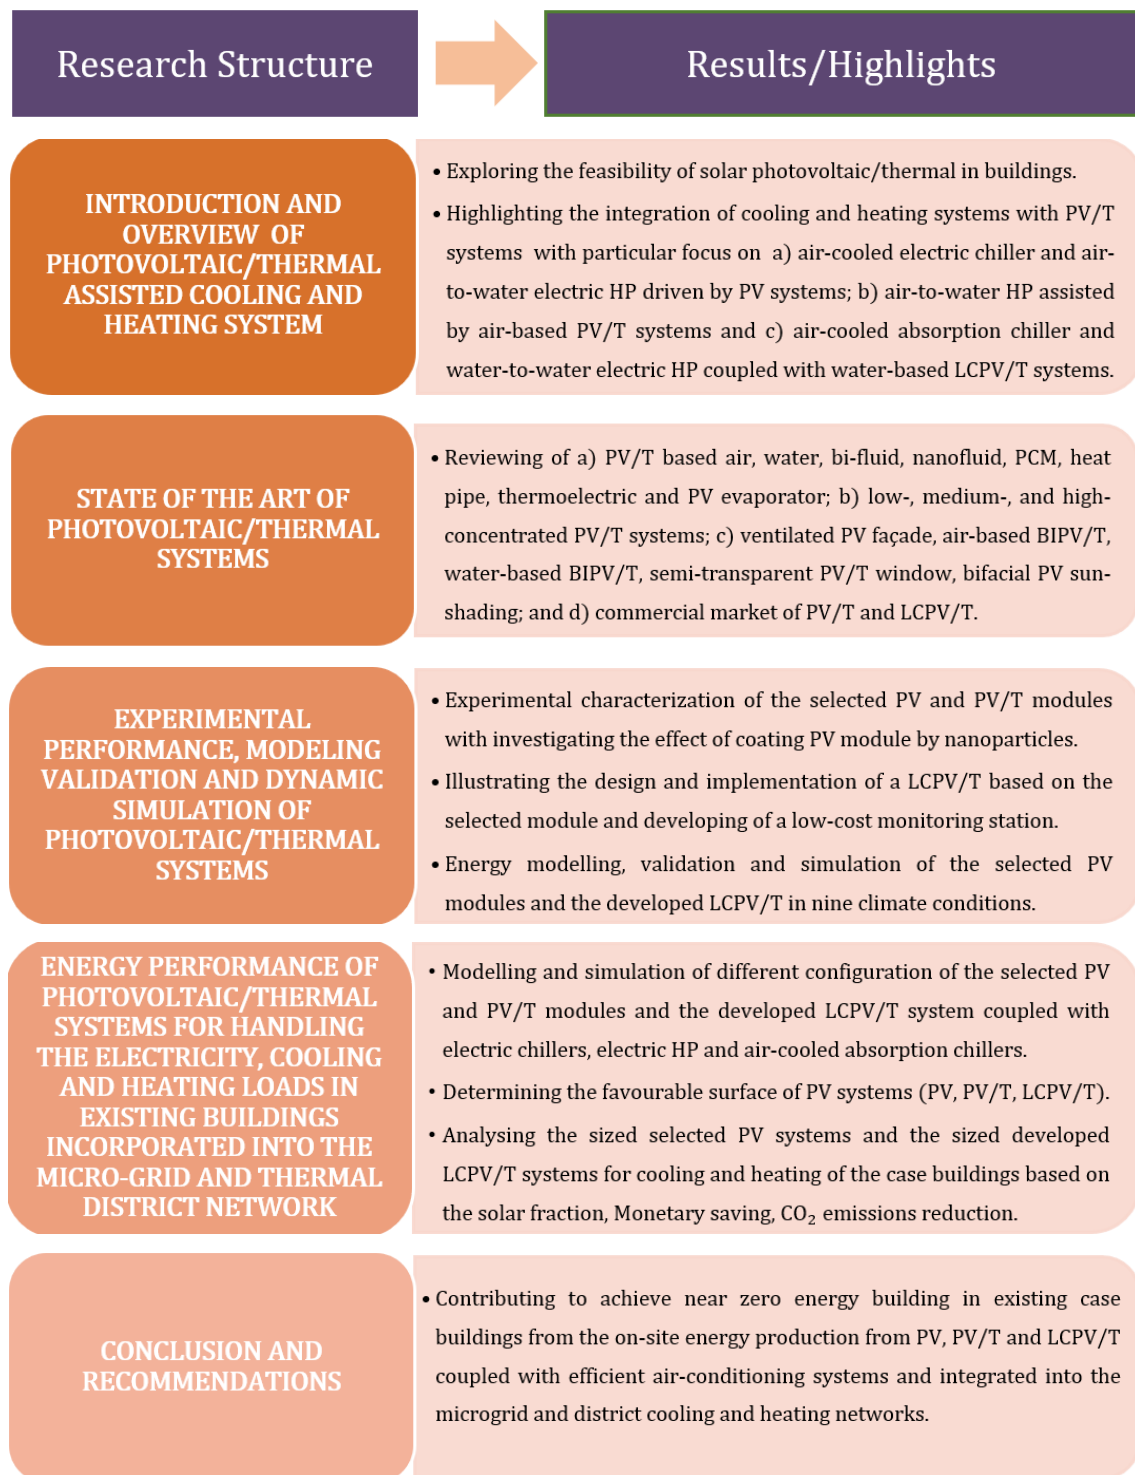 Research Structure
Results/Highlights
INTRODUCTION AND
OVERVIEW OF
PHOTOVOLTAIC/THERMAL
ASSISTED COOLING AND
HEATING SYSTEM
• Exploring the feasibility of solar photovoltaic/thermal in buildings.
• Highlighting the integration of cooling and heating systems with PV/T
systems with particular focus on a) air-cooled electric chiller and air-
to-water electric HP driven by PV systems; b) air-to-water HP assisted
by air-based PV/T systems and c) air-cooled absorption chiller and
water-to-water electric HP coupled with water-based LCPV/T systems.
STATE OF THE ART OF
PHOTOVOLTAIC/THERMAL
SYSTEMS
• Reviewing of a) PV/T based air, water, bi-fluid, nanofluid, PCM, heat
pipe, thermoelectric and PV evaporator; b) low-, medium-, and high-
concentrated PV/T systems; c) ventilated PV façade, air-based BIPV/T,
water-based BIPV/T, semi-transparent PV/T window, bifacial PV sun-
shading; and d) commercial market of PV/T and LCPV/T.
EXPERIMENTAL
PERFORMANCE, MODELING
VALIDATION AND DYNAMIC
SIMULATION OF
PHOTOVOLTAIC/THERMAL
SYSTEMS
• Experimental characterization of the selected PV and PV/T modules
with investigating the effect of coating PV module by nanoparticles.
• Illustrating the design and implementation of a LCPV/T based on the
selected module and developing of a low-cost monitoring station.
• Energy modelling, validation and simulation of the selected PV
modules and the developed LCPV/T in nine climate conditions.
ENERGY PERFORMANCE OF
PHOTOVOLTAIC/THERMAL
SYSTEMS FOR HANDLING
THE ELECTRICITY, COOLING
AND HEATING LOADS IN
EXISTING BUILDINGS
INCORPORATED INTO THE
MICRO-GRID AND THERMAL
DISTRICT NETWORK
• Modelling and simulation of different configuration of the selected PV
and PV/T modules and the developed LCPV/T system coupled with
electric chillers, electric HP and air-cooled absorption chillers.
• Determining the favourable surface of PV systems (PV, PV/T, LCPV/T).
• Analysing the sized selected PV systems and the sized developed
LCPV/T systems for cooling and heating of the case buildings based on
the solar fraction, Monetary saving, CO₂ emissions reduction.
CONCLUSION AND
RECOMMENDATIONS
• Contributing to achieve near zero energy building in existing case
buildings from the on-site energy production from PV, PV/T and LCPV/T
coupled with efficient air-conditioning systems and integrated into the
microgrid and district cooling and heating networks.